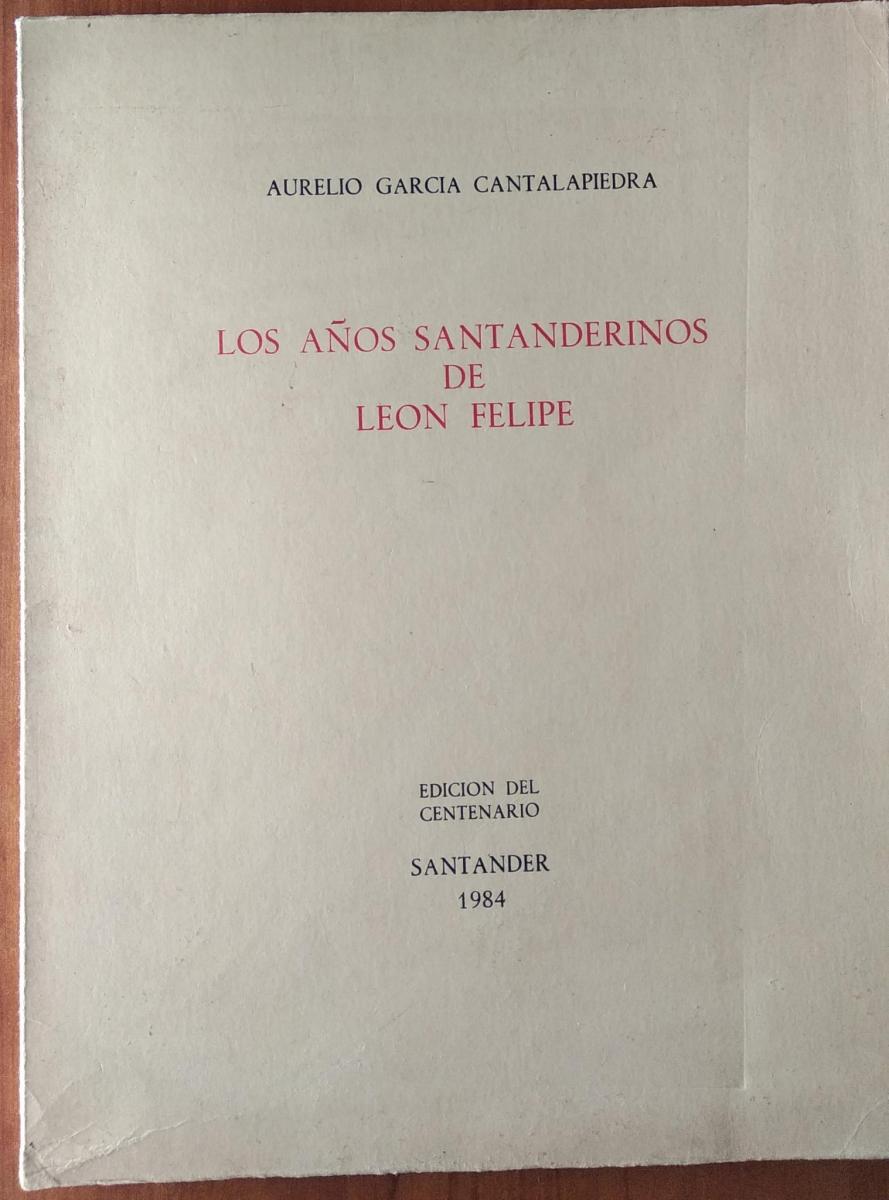 AURELIO GARCIA CANTALAPIEDRA
LOS AÑOS SANTANDERINOS
DE
LEON FELIPE
EDICION DEL
CENTENARIO
SANTANDER
1984